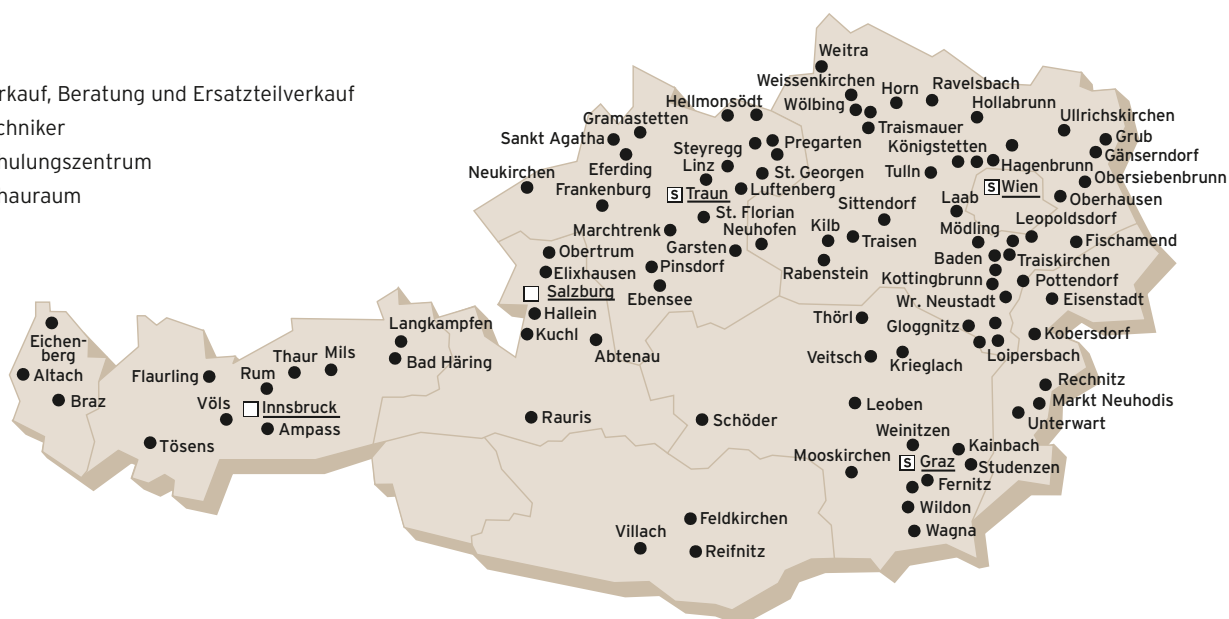 rkauf, Beratung und Ersatzteilverkauf
chniker
hulungszentrum
hauraum
Weitra
Weissenkirchen
Horn
Ravelsbach
Hellmonsödt
Wölbing
Hollabrunn
Gramastetten
Ullrichskirchen
Sankt Agatha
Traismauer
Grub
Steyregg
Pregarten
Königstetten
Gänserndorf
Eferding
Linz
Hagenbrunn
Neukirchen
St. Georgen
Tulln
Obersiebenbrunn
Frankenburg
S Traun
Luftenberg
S Wien
Oberhausen
Sittendorf
Laab
St. Florian
Leopoldsdorf
Marchtrenk
Neuhofen
Kilb
Mödling
Garsten
Traisen
Fischamend
Obertrum
Baden
Traiskirchen
Elixhausen
Pinsdorf
Rabenstein
Kottingbrunn
Pottendorf
Salzburg
Ebensee
Wr. Neustadt
Eisenstadt
Hallein
Thörl
Langkampfen
Gloggnitz
Kuchl
Kobersdorf
Eichen-
berg
Thaur
Mils
Abtenau
Veitsch
Loipersbach
Bad Häring
Krieglach
Altach
Flaurling
Rum
Rechnitz
Braz
Völs
Innsbruck
Leoben
Markt Neuhodis
Rauris
Schöder
Unterwart
Ampass
Weinitzen
Tösens
Kainbach
Mooskirchen
S Graz
Studenzen
Fernitz
Wildon
Feldkirchen
Villach
Wagna
Reifnitz